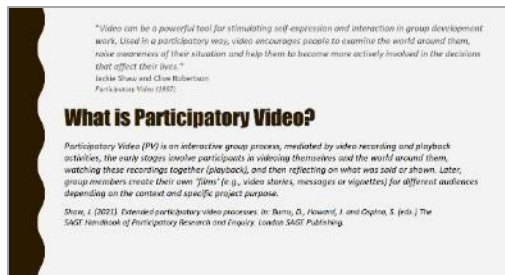 "Video can be a powerful tool for stimulating self-expression and interaction in group development
work. Used in a participatory way, video encourages people to examine the world around them,
raise awareness of their situation and help them to become more actively involved in the decisions
that affect their lives."
Jackie Shaw and Clive Robertson
Participatory Video (1997)
What is Participatory Video?
Participatory Video (PV) is an interactive group process, mediated by video recording and playback
activities, the early stages involve participants in videoing themselves and the world around them,
watching these recordings together (playback), and then reflecting on what was said or shown. Later,
group members create their own 'films' (e.g., video stories, messages or vignettes) for different audiences
depending on the context and specific project purpose.
Shaw, J. (2021). Extended participatory video processes. In: Burns, D., Howard, J. and Ospina, S. (eds.) The
SAGE Handbook of Participatory Research and Enquiry. London SAGE Publishing.